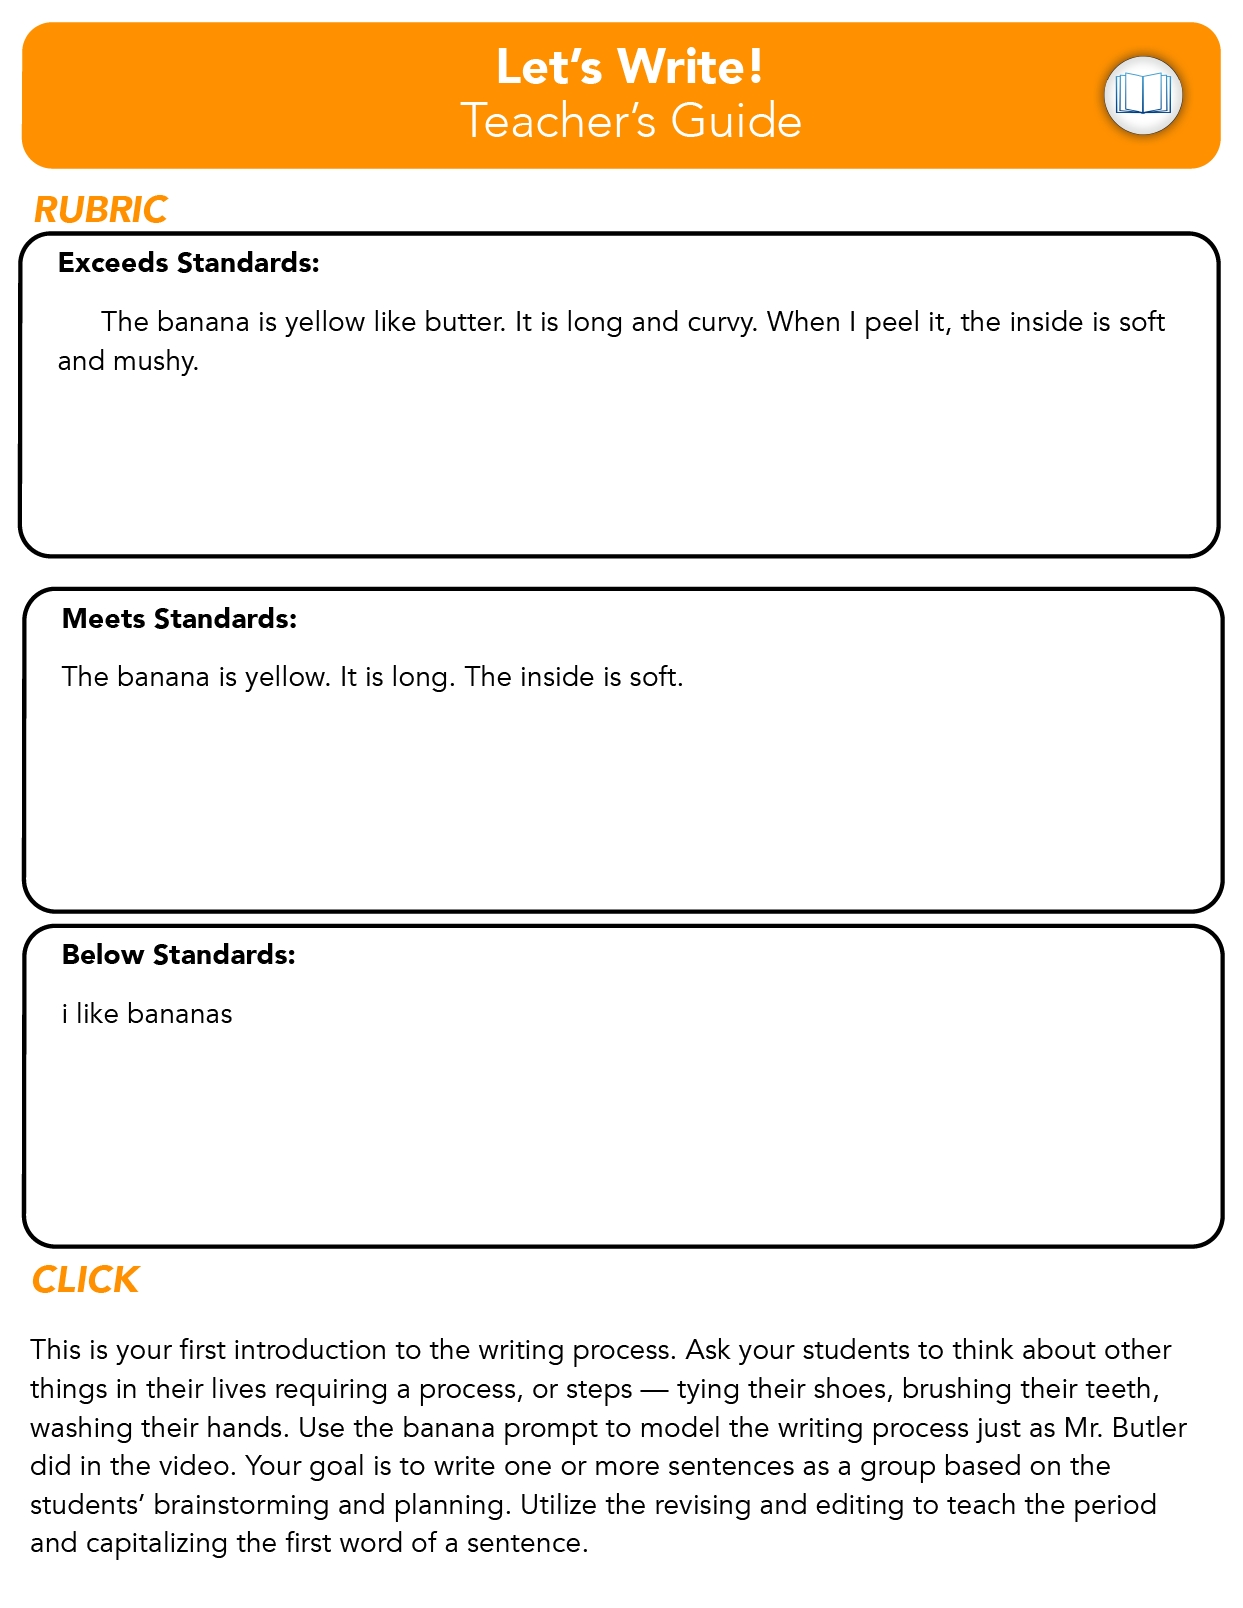 Let’s Write!
Teacher’s Guide
RUBRIC
Exceeds Standards:
The banana is yellow like butter. It is long and curvy. When I peel it, the inside is soft
and mushy.
Meets Standards:
The banana is yellow. It is long. The inside is soft.
Below Standards:
i like bananas
CLICK
This is your first introduction to the writing process. Ask your students to think about other
things in their lives requiring a process, or steps — tying their shoes, brushing their teeth,
washing their hands. Use the banana prompt to model the writing process just as Mr. Butler
did in the video. Your goal is to write one or more sentences as a group based on the
students’ brainstorming and planning. Utilize the revising and editing to teach the period
and capitalizing the first word of a sentence.